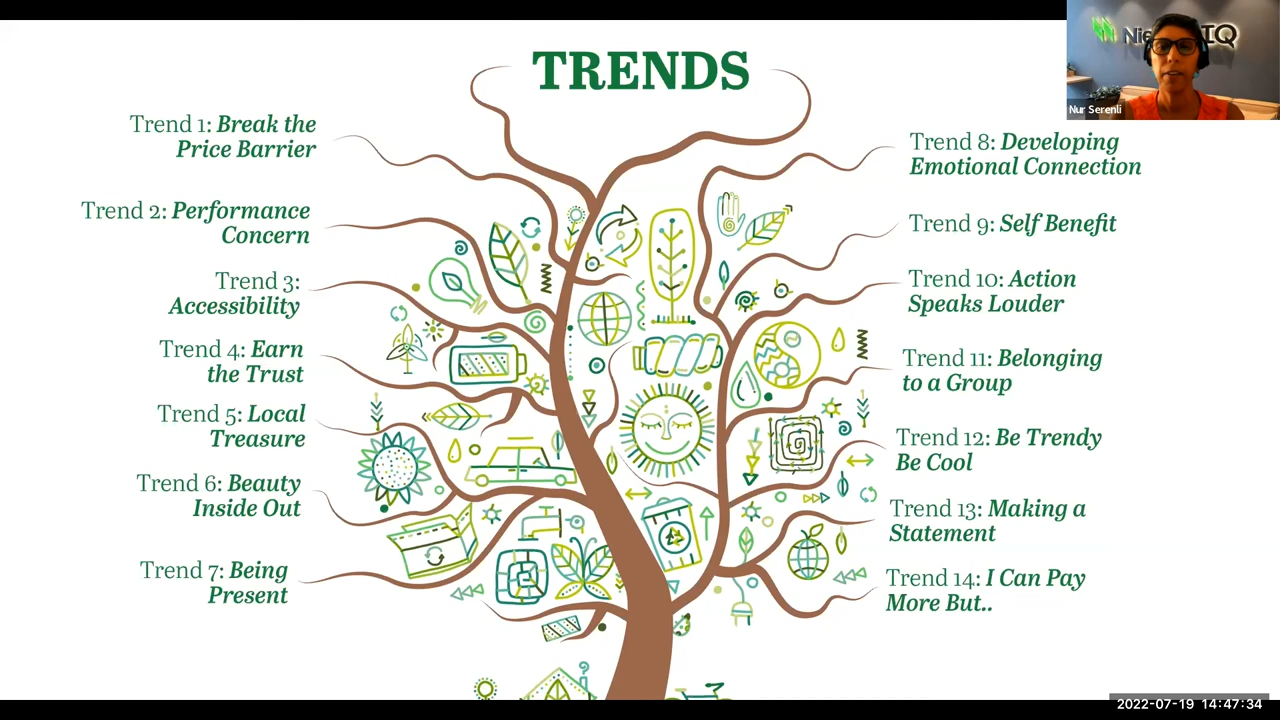 TRENDS
Trend 1: Break the
Price Barrier
Trend 2: Performance
Concern
Trend 3:
Accessibility
Trend 4: Earn
the Trust
Trend 5: Local
Treasure
Trend 6: Beauty
Inside Out
Trend 7: Being
Present
Trend 8: Developing
Emotional Connection
Trend 9: Self Benefit
Trend 10: Action
Speaks Louder
Trend 11: Belonging
to a Group
Trend 12: Be Trendy
Be Cool
Trend 13: Making a
Statement
Trend 14: I Can Pay
More But..
Nur Serenli
2022-07-19 14:47:34